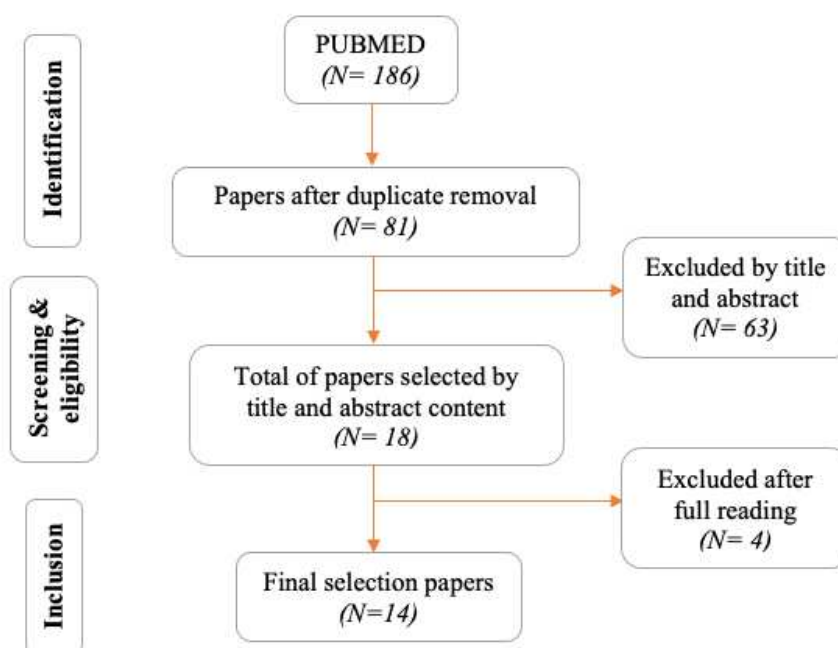 Identification
PUBMED
(N= 186)
Papers after duplicate removal
(N= 81)
Screening &
eligibility
Excluded by title
and abstract
(N= 63)
Total of papers selected by
title and abstract content
(N= 18)
Excluded after
full reading
(N= 4)
Inclusion
Final selection papers
(N=14)